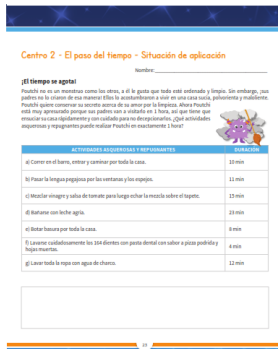 Centro 2 - El paso del tiempo - Situación de aplicación
Nombre:
¡El tiempo se agota!
Poutchi no es un monstruo como los otros, a él le gusta que todo esté ordenado y limpio. Sin embargo, ¡sus
padres no lo criaron de esa manera! Ellos lo acostumbraron a vivir en una casa sucia, polvorienta y maloliente.
Poutchi quiere conservar su secreto acerca de su amor por la limpieza. Ahora Poutchi
está muy apresurado porque sus padres van a visitarlo en 1 hora, así que tiene que
ensuciar su casa rápidamente y con cuidado para no decepcionarlos. ¿Qué actividades
asquerosas y repugnantes puede realizar Poutchi en exactamente 1 hora?
ACTIVIDADES ASQUEROSAS Y REPUGNANTES DURACIÓN
a) Correr en el barro, entrar y caminar por toda la casa. 10 min
b) Pasar la lengua pegajosa por las ventanas y los espejos. 11 min
c) Mezclar vinagre y salsa de tomate para luego echar la mezcla sobre el tapete. 15 min
d) Bañarse con leche agria. 23 min
e) Botar basura por toda la casa. 8 min
f) Lavarse cuidadosamente los 104 dientes con pasta dental con sabor a pizza podrida y
hojas muertas. 4 min
g) Lavar toda la ropa con agua de charco. 12 min